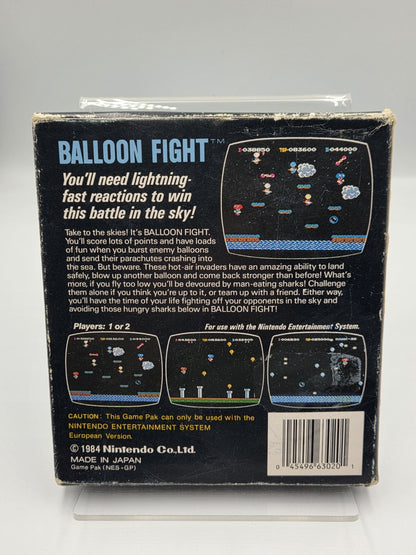 BALLOON FIGHT™
You'll need lightning-
fast reactions to win
this battle in the sky!
Take to the skies! It's BALLOON FIGHT.
You'll score lots of points and have loads
of fun when you burst enemy balloons
and send their parachutes crashing into
the sea. But beware. These hot-air invaders have an amazing ability to land
safely, blow up another balloon and come back stronger than before! What's
more, if you fly too low you'll be devoured by man-eating sharks! Challenge
them alone if you think you're up to it, or team up with a friend. Either way,
you'll have the time of your life fighting off your opponents in the sky and
avoiding those hungry sharks below in BALLOON FIGHT!
Players: 1 or 2
For use with the Nintendo Entertainment System.
CAUTION: This Game Pak can only be used with the
NINTENDO ENTERTAINMENT SYSTEM
European Version.
© 1984 Nintendo Co., Ltd.
MADE IN JAPAN
Game Pak (NES-GP)
0 45496 63020 1